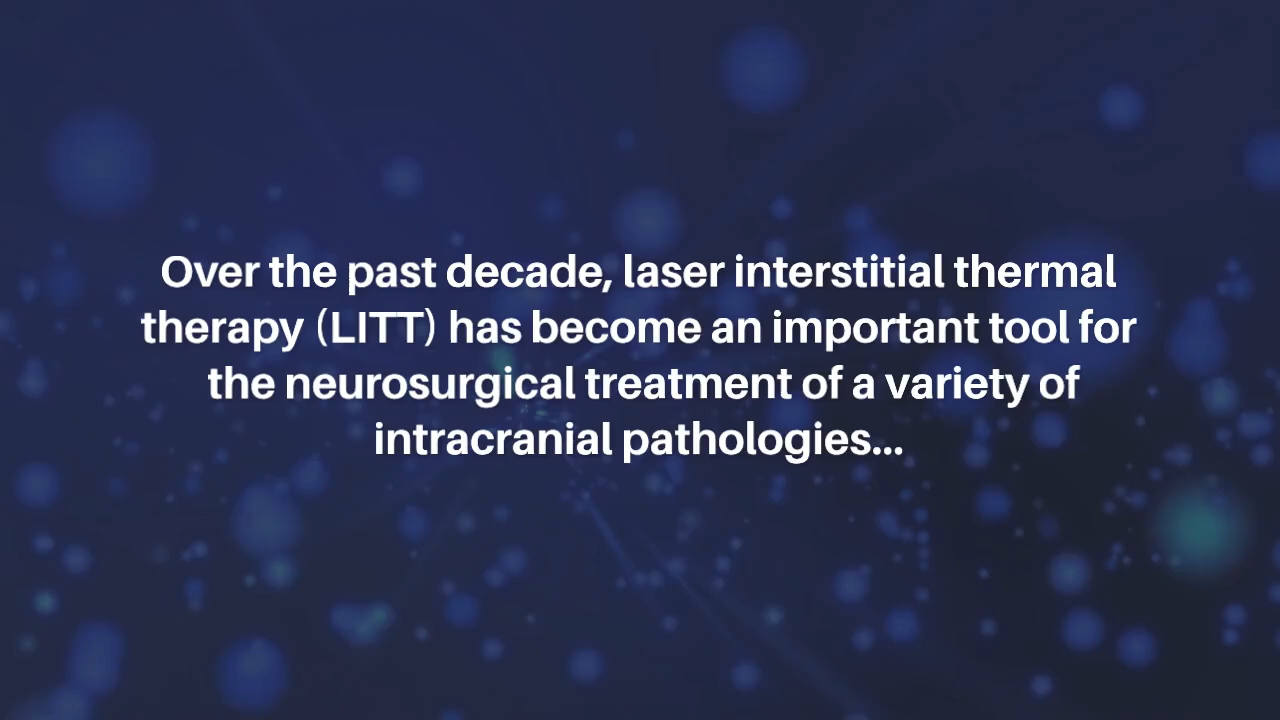 Over the past decade, laser interstitial thermal
therapy (LITT) has become an important tool for
the neurosurgical treatment of a variety of
intracranial pathologies...